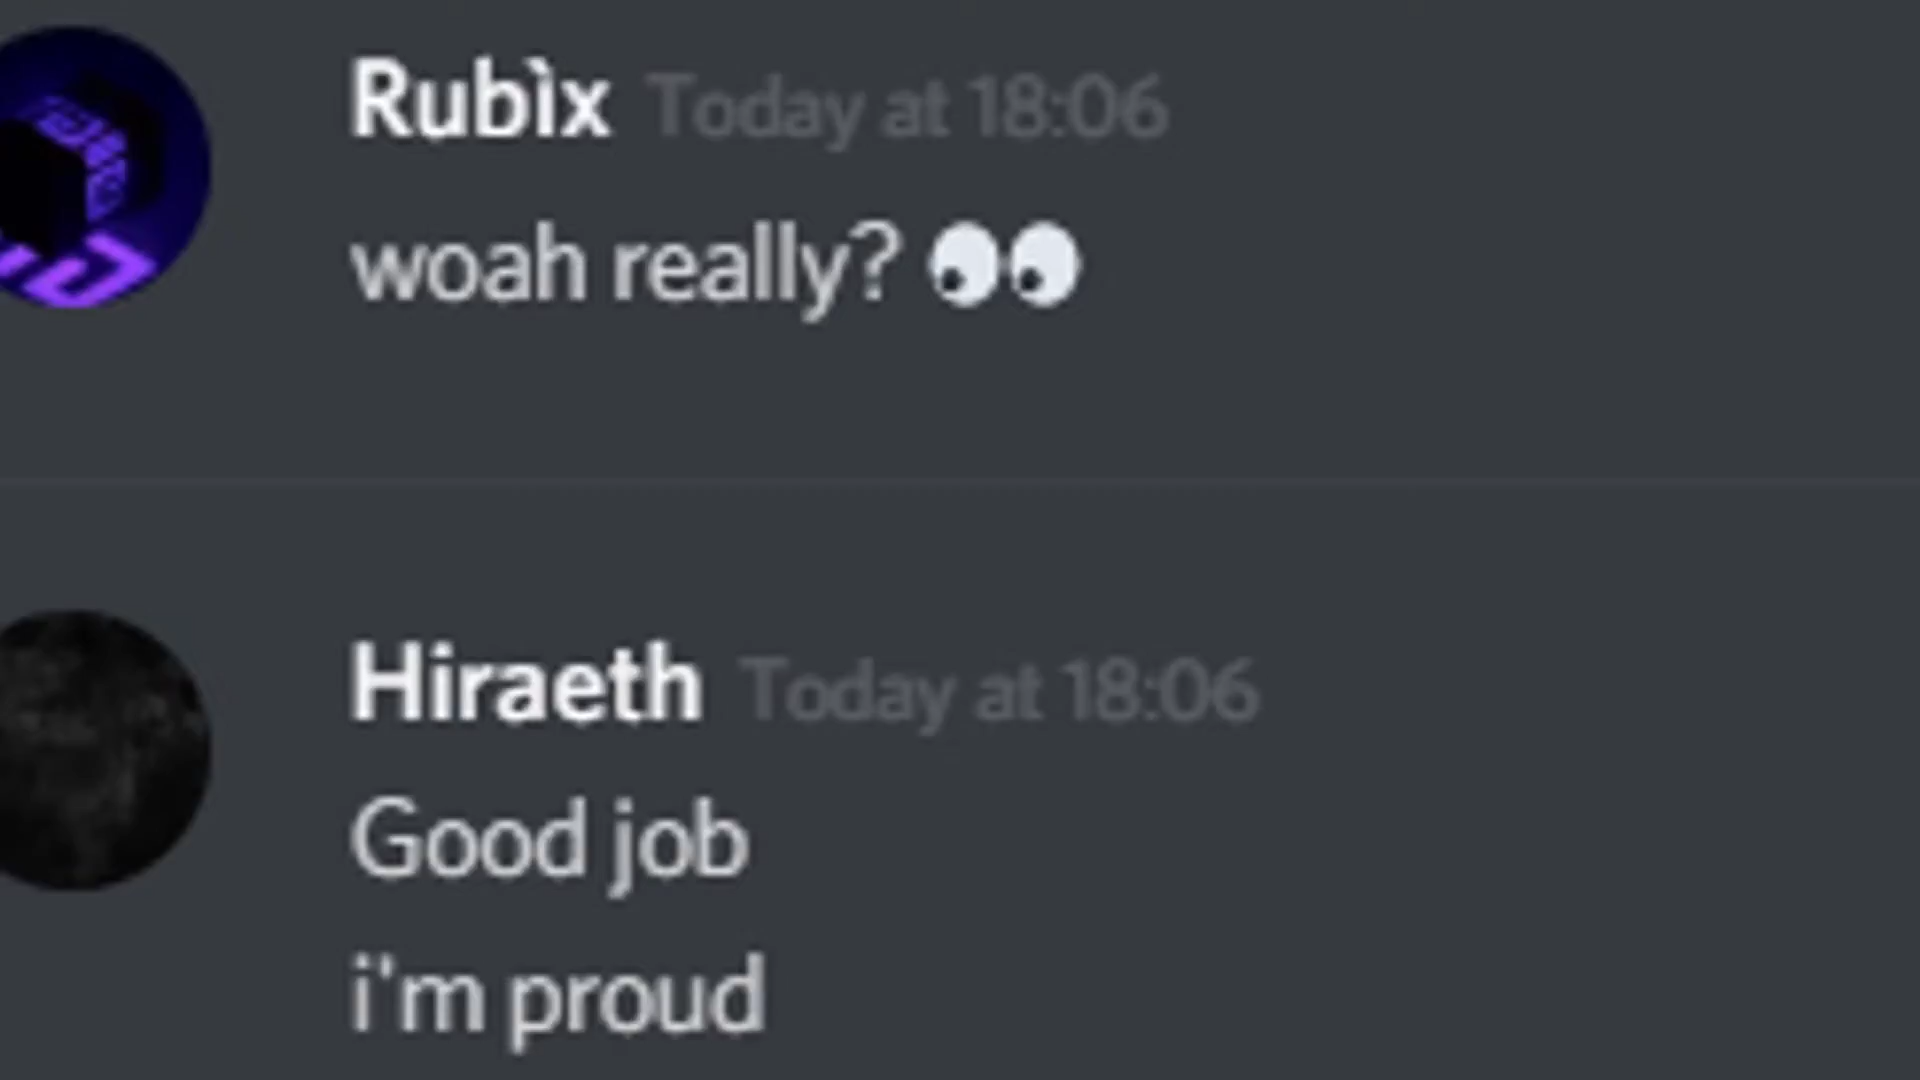 Rubìx Today at 18:06
woah really? 👀
Hiraeth Today at 18:06
Good job
i'm proud